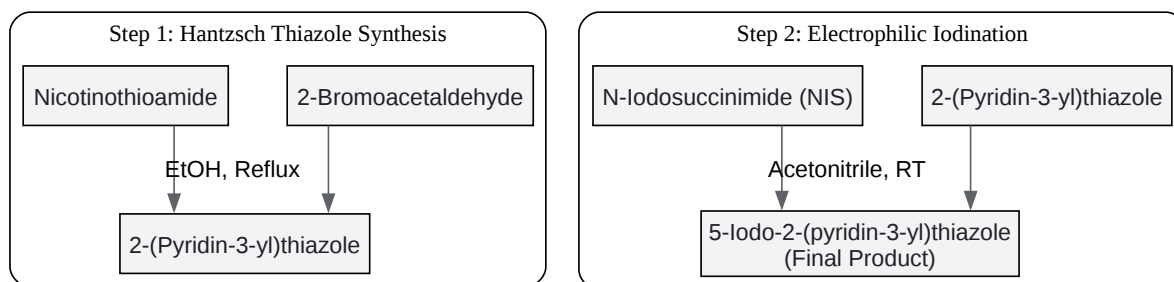 Step 1: Hantzsch Thiazole Synthesis
Nicotinothioamide
2-Bromoacetaldehyde
EtOH, Reflux
2-(Pyridin-3-yl)thiazole
Step 2: Electrophilic Iodination
N-Iodosuccinimide (NIS)
2-(Pyridin-3-yl)thiazole
Acetonitrile, RT
5-Iodo-2-(pyridin-3-yl)thiazole
(Final Product)